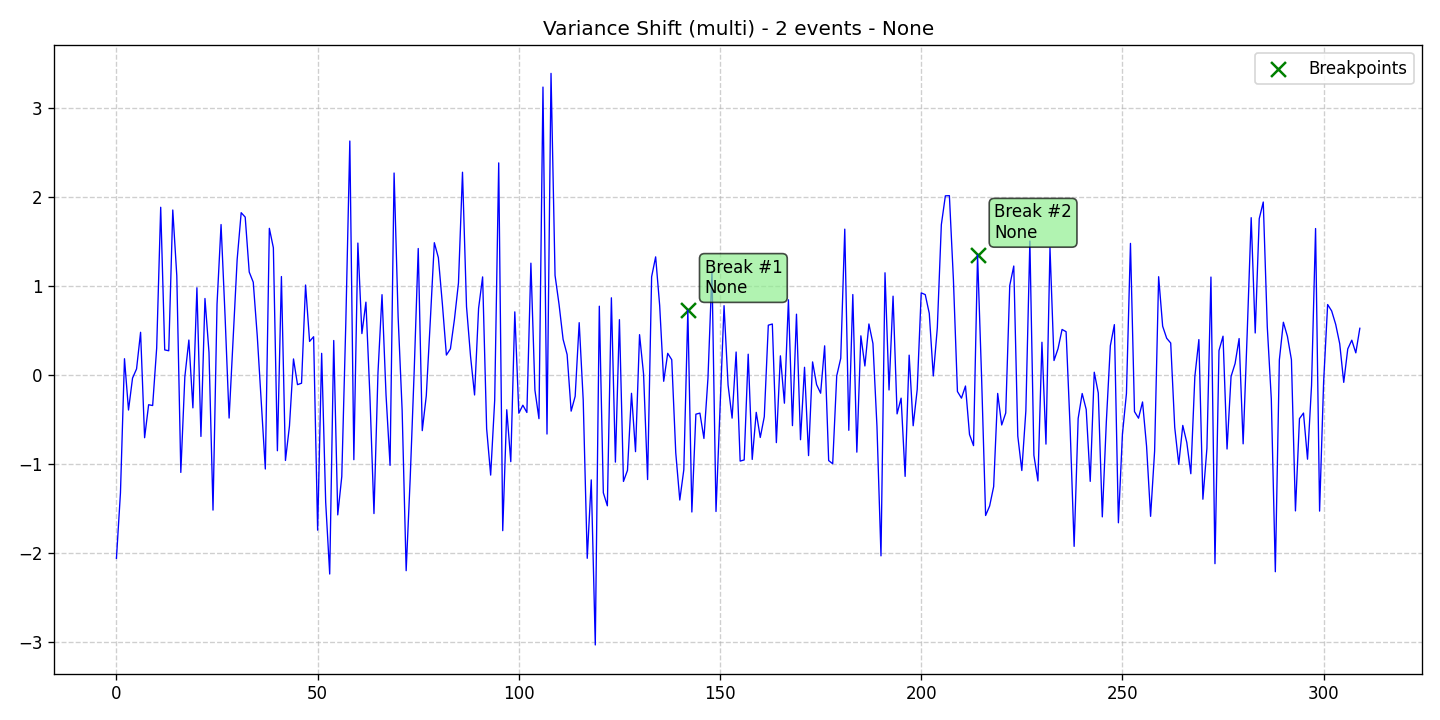 Variance Shift (multi) - 2 events - None
Breakpoints
Break #2
None
Break #1
None
3
2
1
0
−1
−2
−3
0
50
100
150
200
250
300